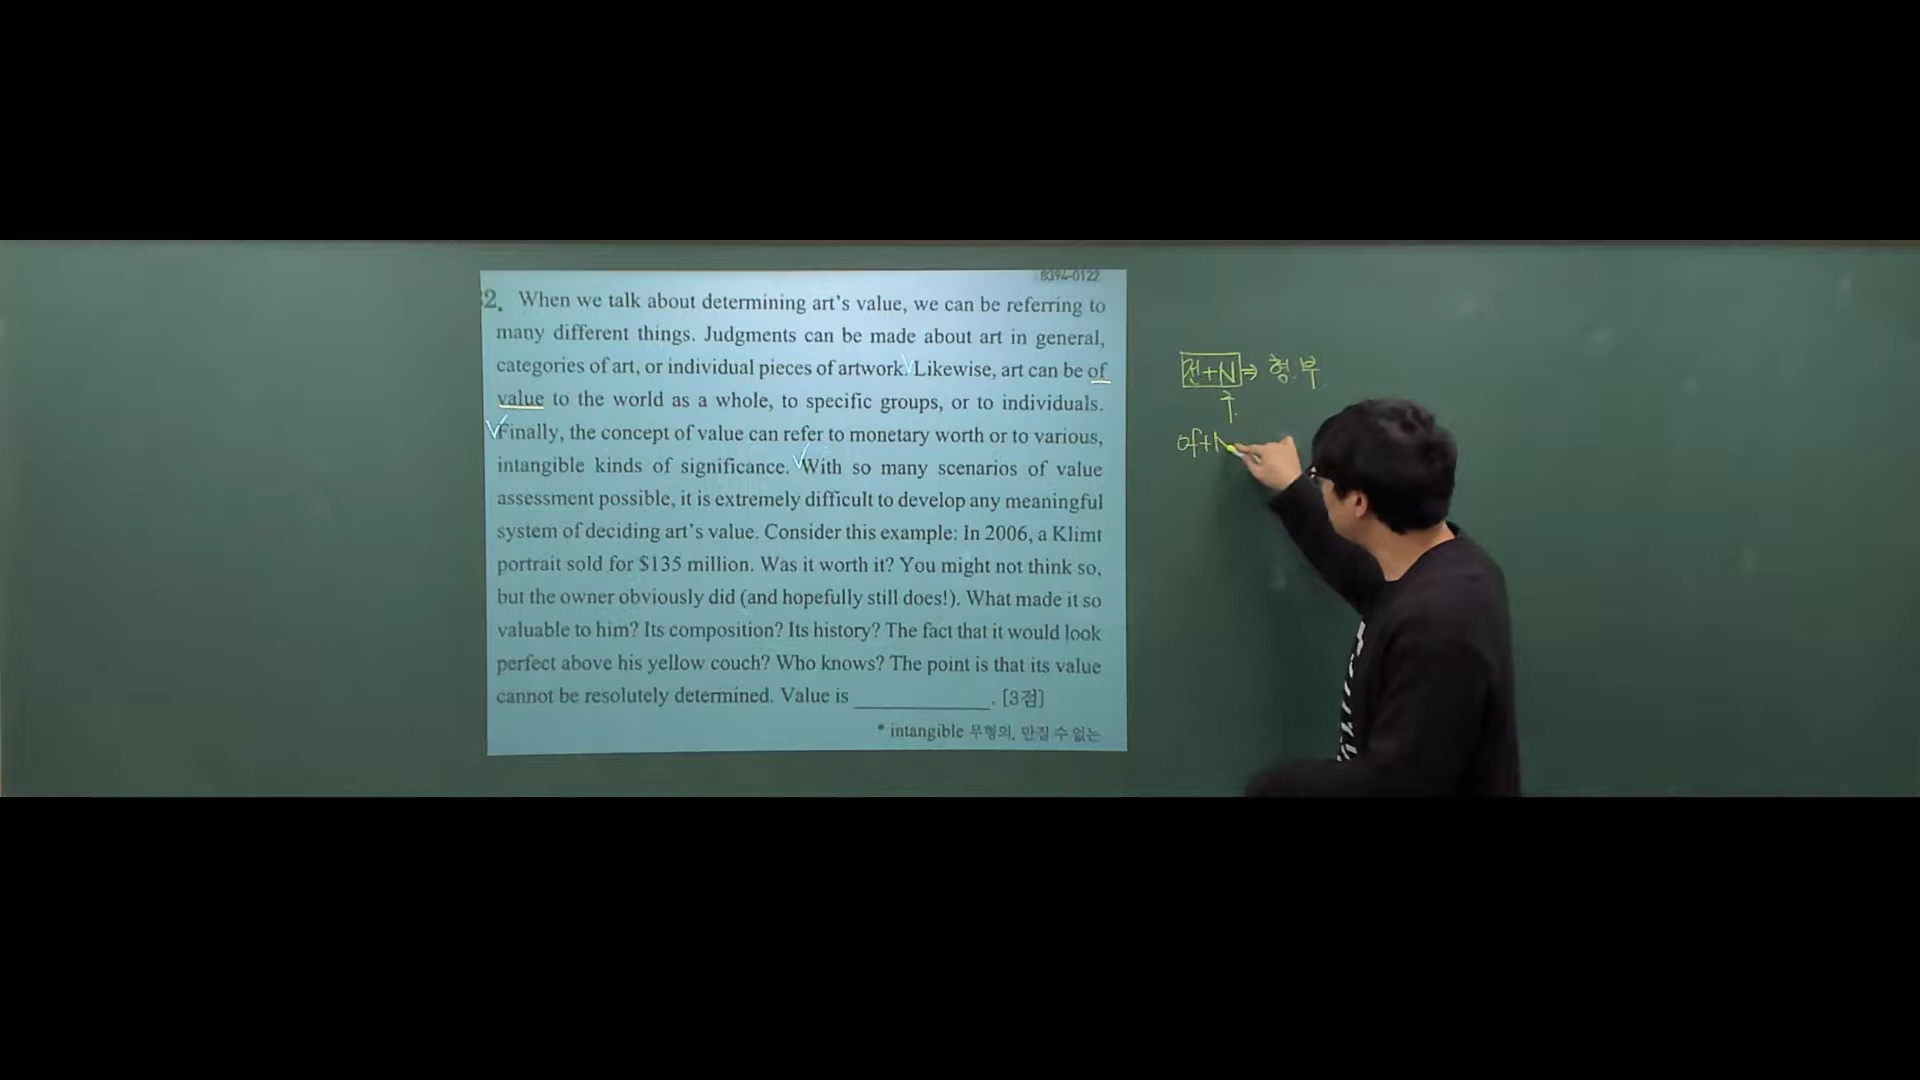 B394-0122
2. When we talk about determining art's value, we can be referring to
many different things. Judgments can be made about art in general,
categories of art, or individual pieces of artwork. Likewise, art can be of
value to the world as a whole, to specific groups, or to individuals.
Finally, the concept of value can refer to monetary worth or to various,
intangible kinds of significance. With so many scenarios of value
assessment possible, it is extremely difficult to develop any meaningful
system of deciding art's value. Consider this example: In 2006, a Klimt
portrait sold for $135 million. Was it worth it? You might not think so,
but the owner obviously did (and hopefully still does!). What made it so
valuable to him? Its composition? Its history? The fact that it would look
perfect above his yellow couch? Who knows? The point is that its value
cannot be resolutely determined. Value is ____________. [3점]
* intangible 무형의, 만질 수 없는
전+N ⇒ 형.부.
↑
of+N